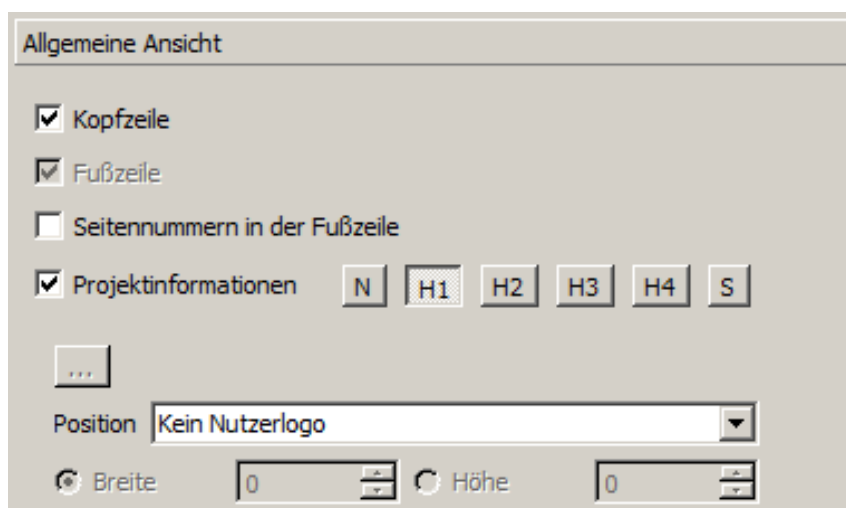 Allgemeine Ansicht
Kopfzeile
Fußzeile
Seitennummern in der Fußzeile
Projektinformationen N H1 H2 H3 H4 S
...
Position Kein Nutzerlogo
Breite 0 Höhe 0